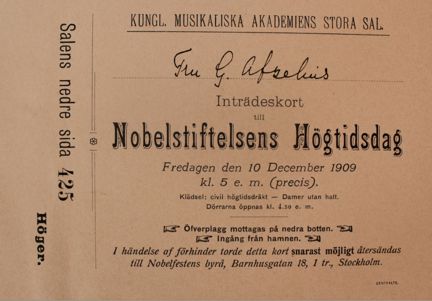 KUNGL. MUSIKALISKA AKADEMIENS STORA SAL.
Fru G. Afzelius
Inträdeskort
till
Nobelstiftelsens Högtidsdag
Fredagen den 10 December 1909
kl. 5 e. m. (precis).
Klädsel: civil högtidsdräkt — Damer utan hatt.
Dörrarna öppnas kl. 4.30 e. m.
Öfverplagg mottagas på nedra botten.
Ingång från hamnen.
I händelse af förhinder torde detta kort snarast möjligt återsändas
till Nobelfestens byrå, Barnhusgatan 18, 1 tr., Stockholm.
Salens nedre sida 425
Höger.